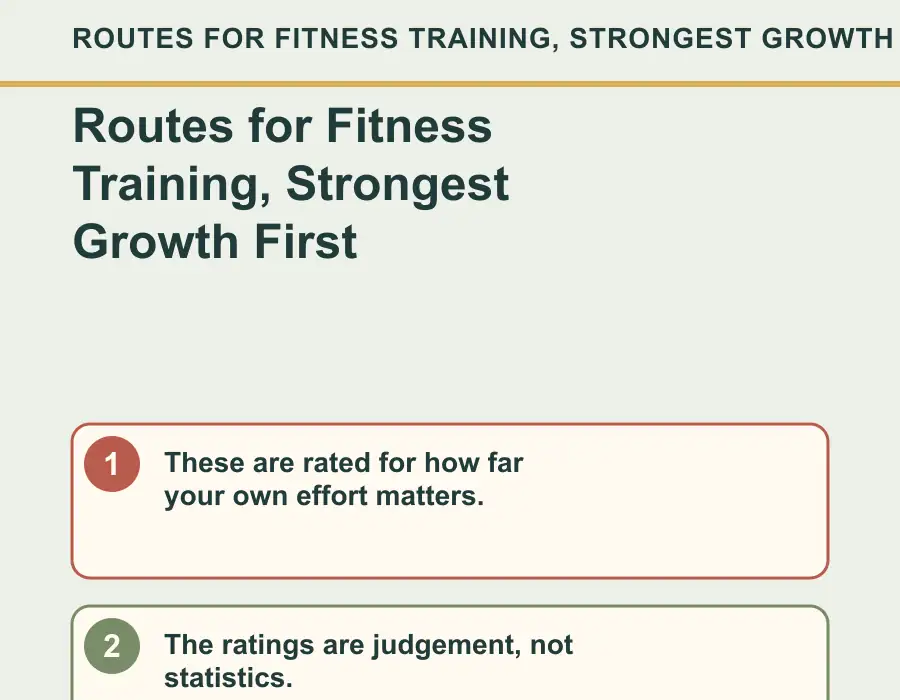 ROUTES FOR FITNESS TRAINING, STRONGEST GROWTH
Routes for Fitness
Training, Strongest
Growth First
1
These are rated for how far
your own effort matters.
2
The ratings are judgement, not
statistics.